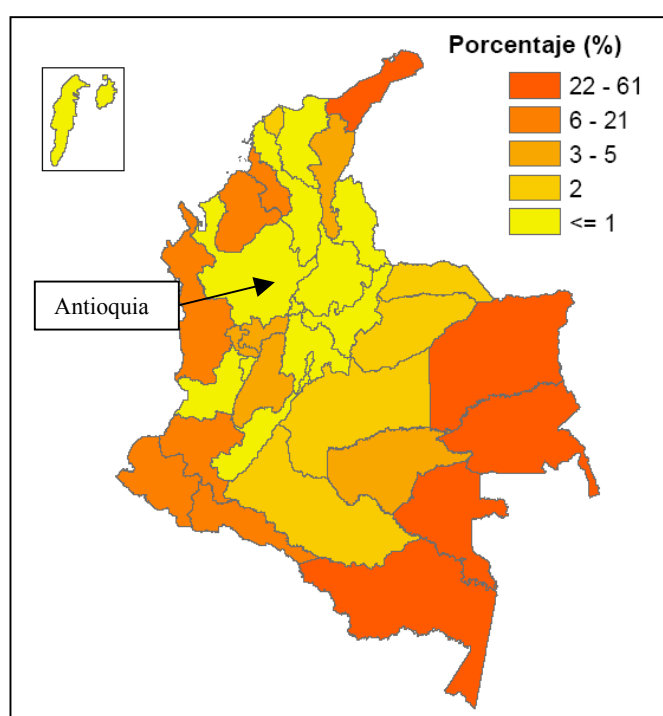 Porcentaje (%)
22 - 61
6 - 21
3 - 5
2
<= 1
Antioquia